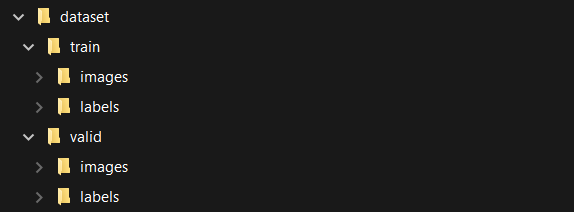 dataset
train
images
labels
valid
images
labels